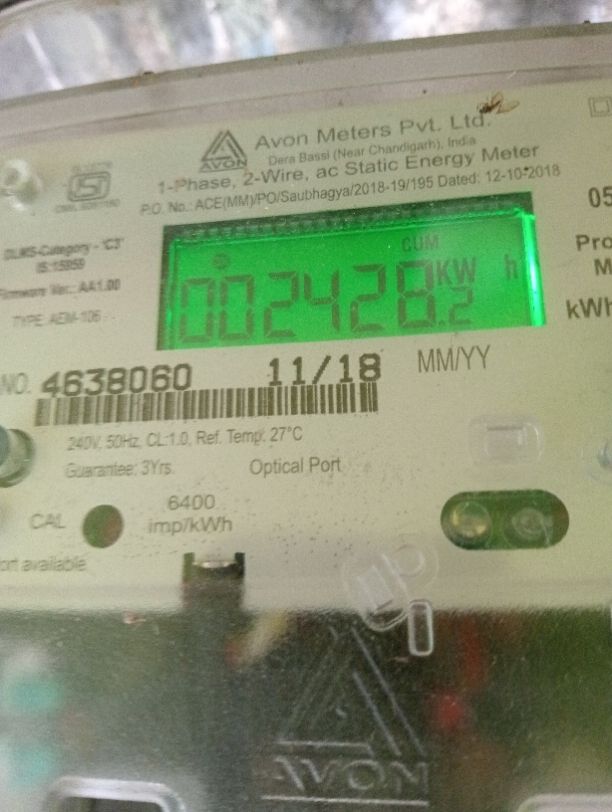 AVON
Avon Meters Pvt. Ltd.
Dera Bassi (Near Chandigarh), India
1-Phase, 2-Wire, ac Static Energy Meter
P.O. No.: ACE(MM)/PO/Saubhagya/2018-19/195 Dated: 12-10-2018
DLMS-Category - 'C3'
IS:15959
Firmware Ver.: AA1.00
TYPE AEM-106
05
Pro
M
kWh
CUM
002428.2 KW h
NO. 4638060 11/18 MM/YY
240V, 50Hz, CL:1.0, Ref. Temp: 27°C
Guarantee: 3Yrs. Optical Port
CAL 6400
imp/kWh
ort available
AVON